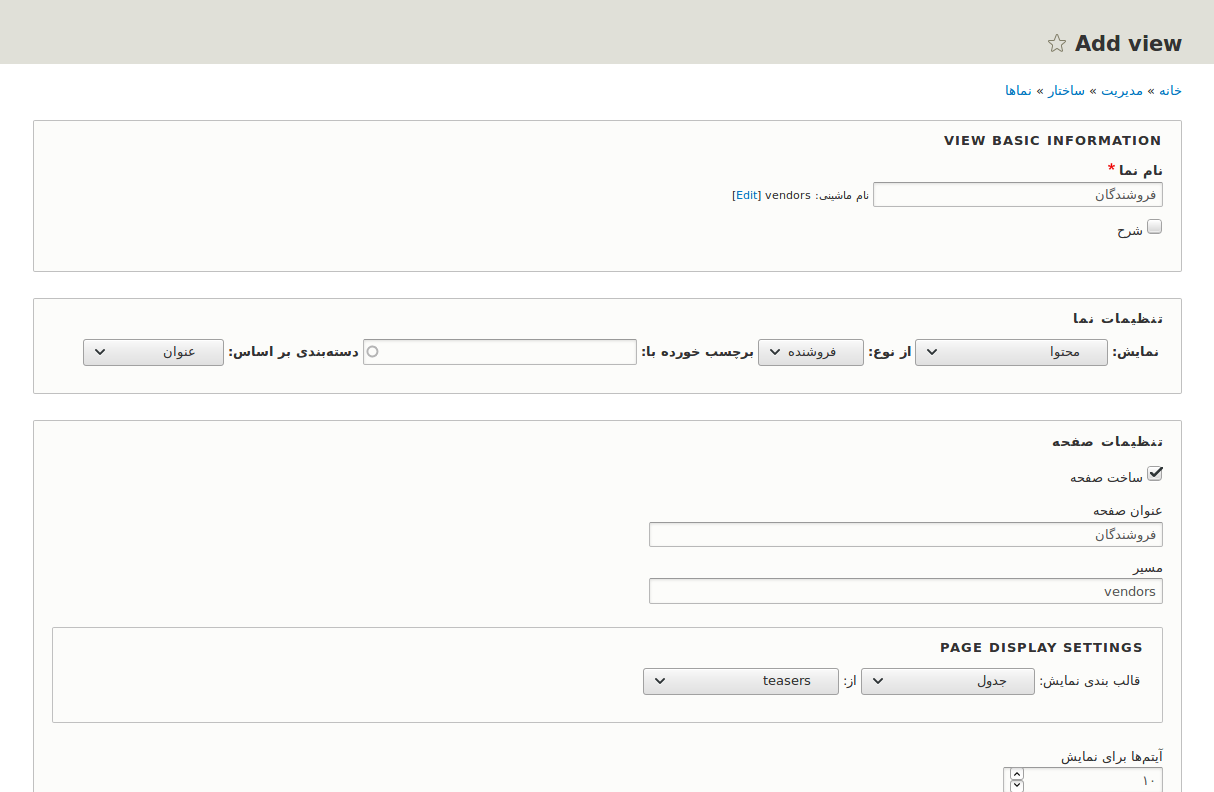 Add view
خانه » مدیریت » ساختار » نماها
VIEW BASIC INFORMATION
نام نما *
فروشندگان نام ماشینی: vendors [Edit]
شرح
تنظیمات نما
نمایش: محتوا از نوع: فروشنده برچسب خورده با: دسته‌بندی بر اساس: عنوان
تنظیمات صفحه
ساخت صفحه
عنوان صفحه
فروشندگان
مسیر
vendors
PAGE DISPLAY SETTINGS
قالب بندی نمایش: جدول از: teasers
آیتم‌ها برای نمایش
۱۰